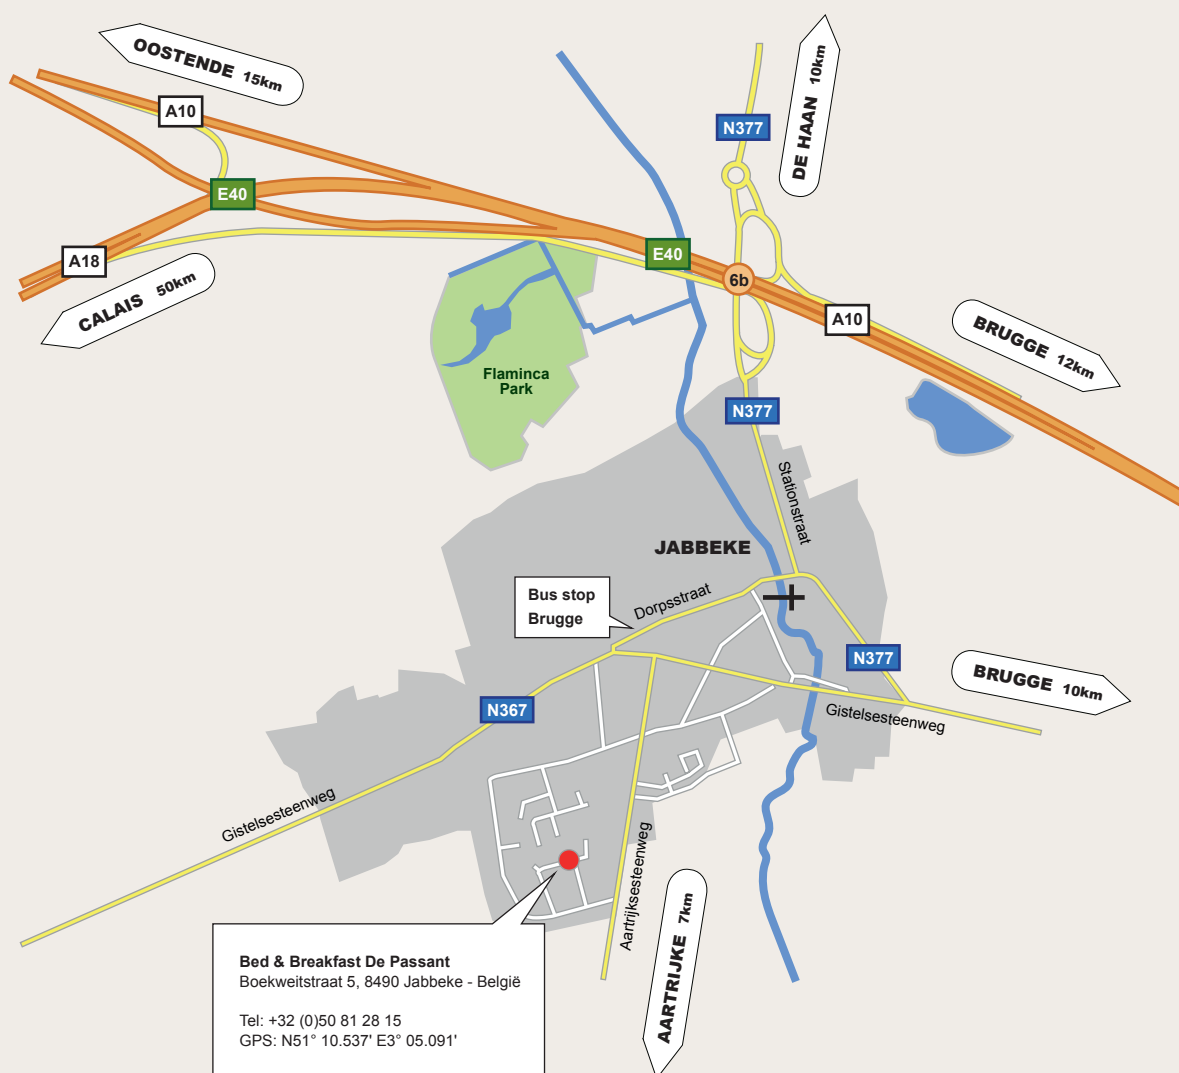 OOSTENDE 15km
A10
E40
A18
CALAIS 50km
N377
DE HAAN 10km
E40
6b
A10
BRUGGE 12km
Flaminca
Park
N377
Stationstraat
JABBEKE
Bus stop
Brugge
Dorpsstraat
N377
BRUGGE 10km
N367
Gistelsesteenweg
Gistelsesteenweg
Aartrijksesteenweg
AARTRIJKE 7km
Bed & Breakfast De Passant
Boekweitstraat 5, 8490 Jabbeke - België
Tel: +32 (0)50 81 28 15
GPS: N51° 10.537' E3° 05.091'